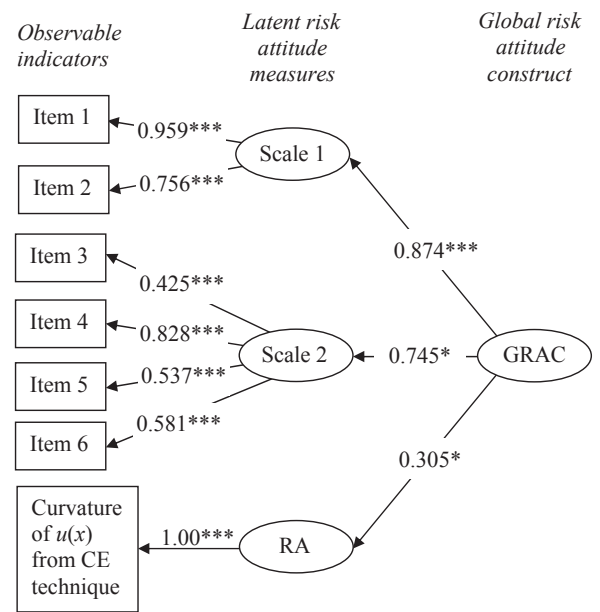 Observable
indicators
Latent risk
attitude
measures
Global risk
attitude
construct
Item 1
0.959***
Scale 1
Item 2
0.756***
Item 3
0.874***
0.425***
Item 4
0.828***
Scale 2
0.745*
GRAC
Item 5
0.537***
Item 6
0.581***
0.305*
Curvature
of u(x)
from CE
technique
1.00***
RA